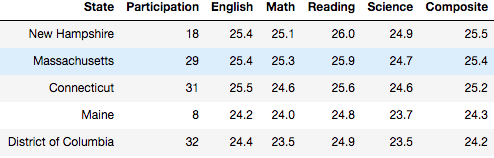 State Participation English Math Reading Science Composite
New Hampshire 18 25.4 25.1 26.0 24.9 25.5
Massachusetts 29 25.4 25.3 25.9 24.7 25.4
Connecticut 31 25.5 24.6 25.6 24.6 25.2
Maine 8 24.2 24.0 24.8 23.7 24.3
District of Columbia 32 24.4 23.5 24.9 23.5 24.2